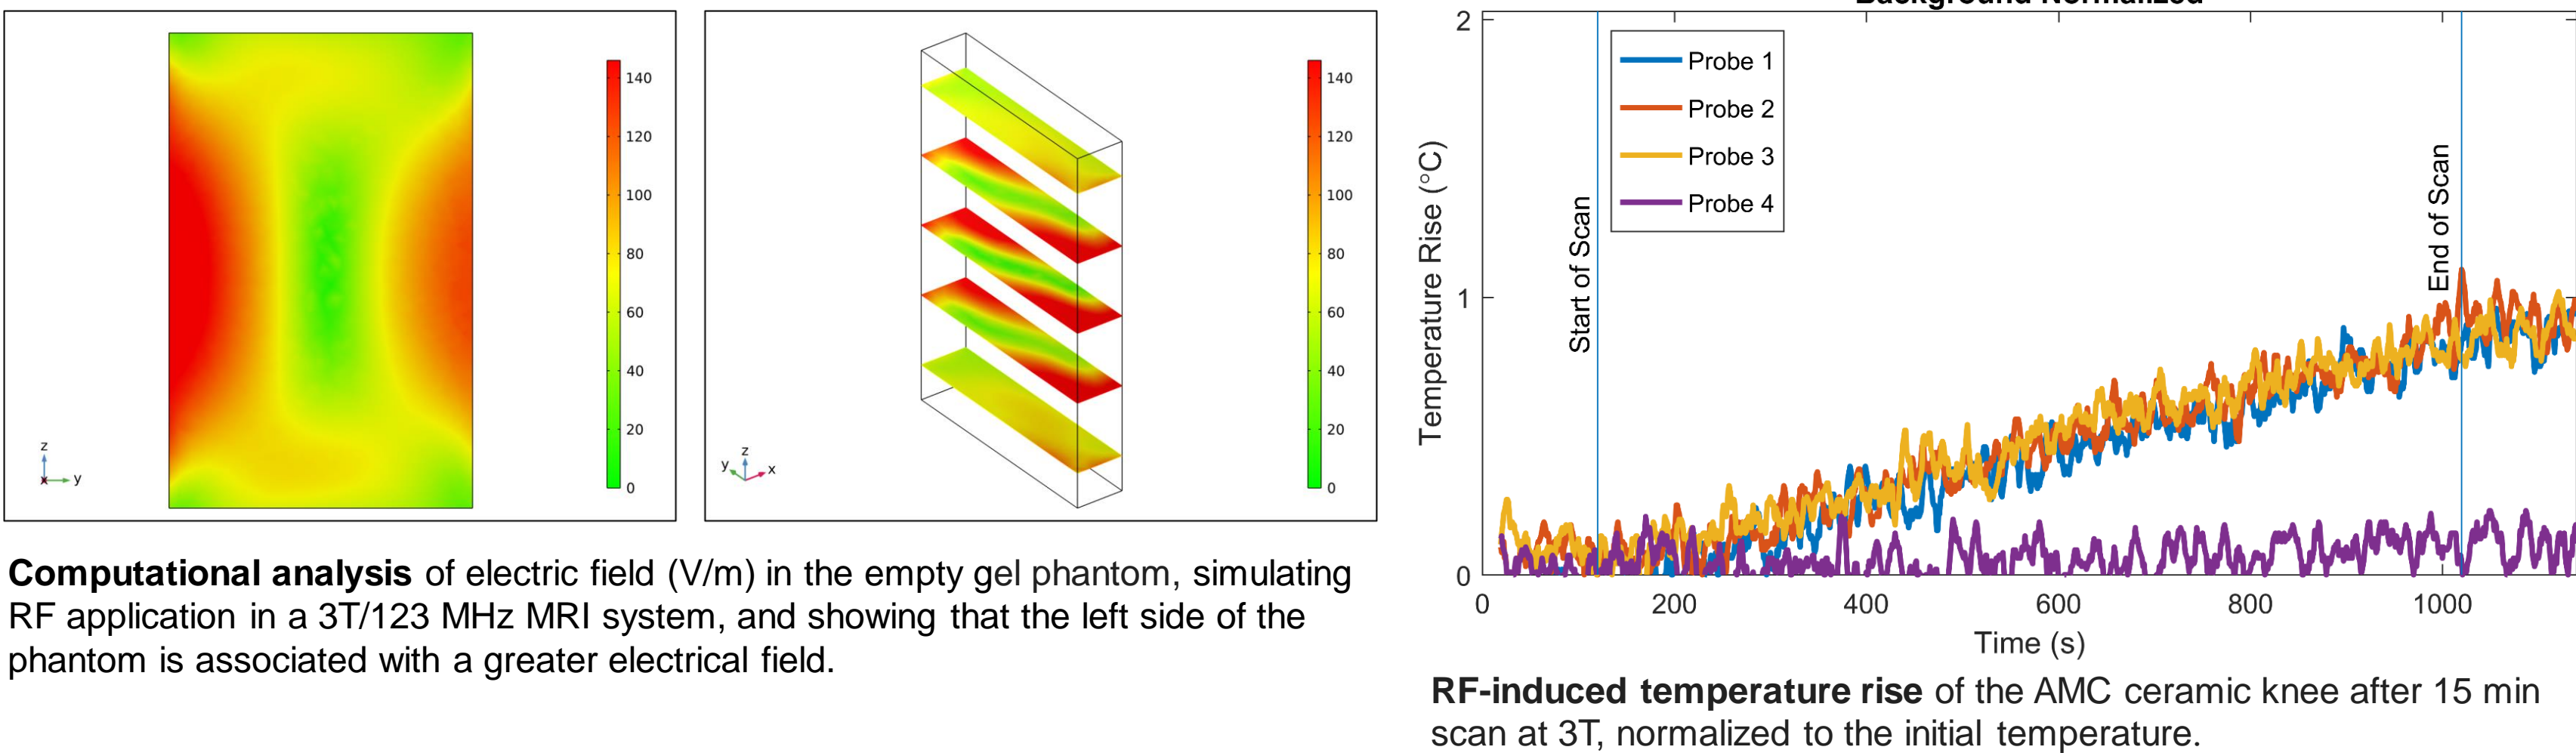 140
120
100
80
60
40
20
0
z
y
140
120
100
80
60
40
20
0
y
z
x
Computational analysis of electric field (V/m) in the empty gel phantom, simulating
RF application in a 3T/123 MHz MRI system, and showing that the left side of the
phantom is associated with a greater electrical field.
Background Normalized
2
1
0
Temperature Rise (°C)
Probe 1
Probe 2
Probe 3
Probe 4
Start of Scan
End of Scan
0 200 400 600 800 1000
Time (s)
RF-induced temperature rise of the AMC ceramic knee after 15 min
scan at 3T, normalized to the initial temperature.